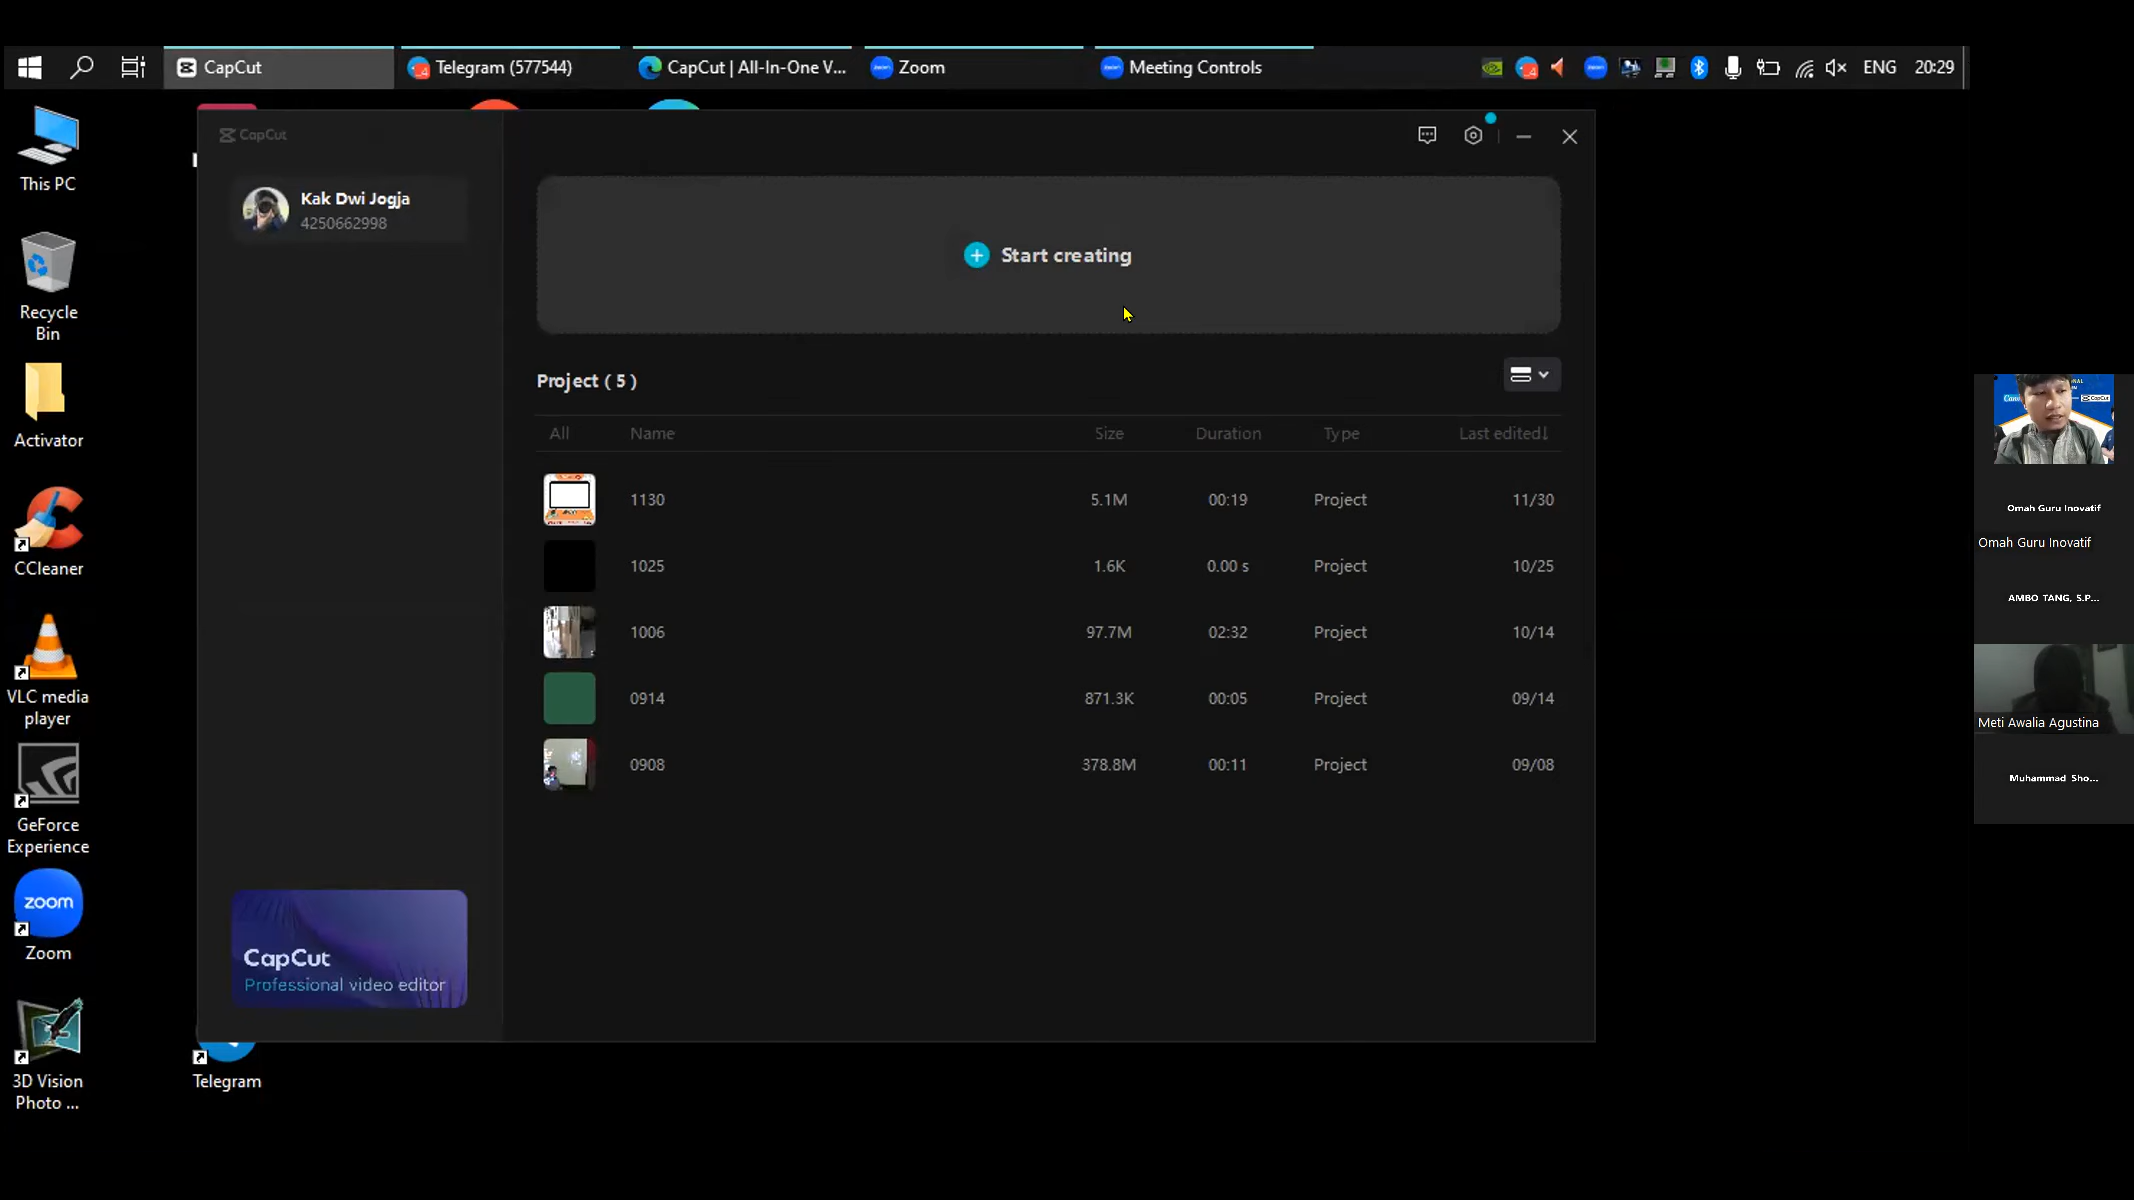 CapCut
Telegram (577544)
CapCut | All-In-One V...
Zoom
Meeting Controls
ENG
20:29
This PC
Recycle
Bin
Activator
CCleaner
VLC media
player
GeForce
Experience
zoom
Zoom
3D Vision
Photo ...
Telegram
CapCut
Kak Dwi Jogja
4250662998
CapCut
Professional video editor
Start creating
Project ( 5 )
All Name Size Duration Type Last edited↓
1130 5.1M 00:19 Project 11/30
1025 1.6K 0.00 s Project 10/25
1006 97.7M 02:32 Project 10/14
0914 871.3K 00:05 Project 09/14
0908 378.8M 00:11 Project 09/08
CapCut
Omah Guru Inovatif
Omah Guru Inovatif
AMBO TANG, S.P...
Meti Awalia Agustina
Muhammad Sho...